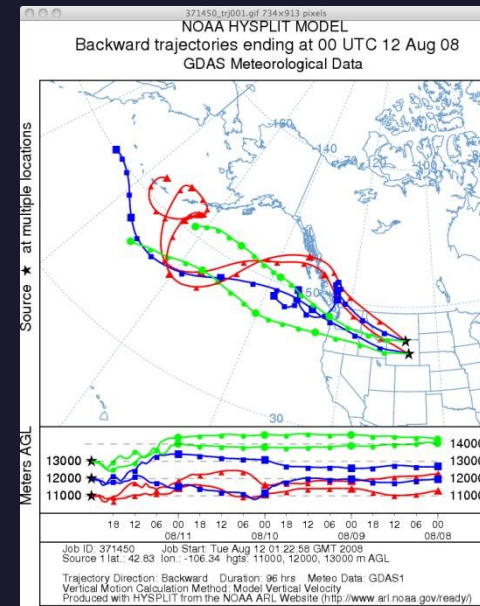 371450_trj001.gif 734×913 pixels
NOAA HYSPLIT MODEL
Backward trajectories ending at 00 UTC 12 Aug 08
GDAS Meteorological Data
Source ★ at multiple locations
160
140
50
30
Meters AGL
13000
12000
11000
14000
13000
12000
11000
18 12 06 00 18 12 06 00 18 12 06 00 18 12 06 00
08/11 08/10 08/09 08/08
Job ID: 371450 Job Start: Tue Aug 12 01:22:58 GMT 2008
Source 1 lat.: 42.83 lon.: -106.34 hgts: 11000, 12000, 13000 m AGL
Trajectory Direction: Backward Duration: 96 hrs Meteo Data: GDAS1
Vertical Motion Calculation Method: Model Vertical Velocity
Produced with HYSPLIT from the NOAA ARL Website (http://www.arl.noaa.gov/ready/)